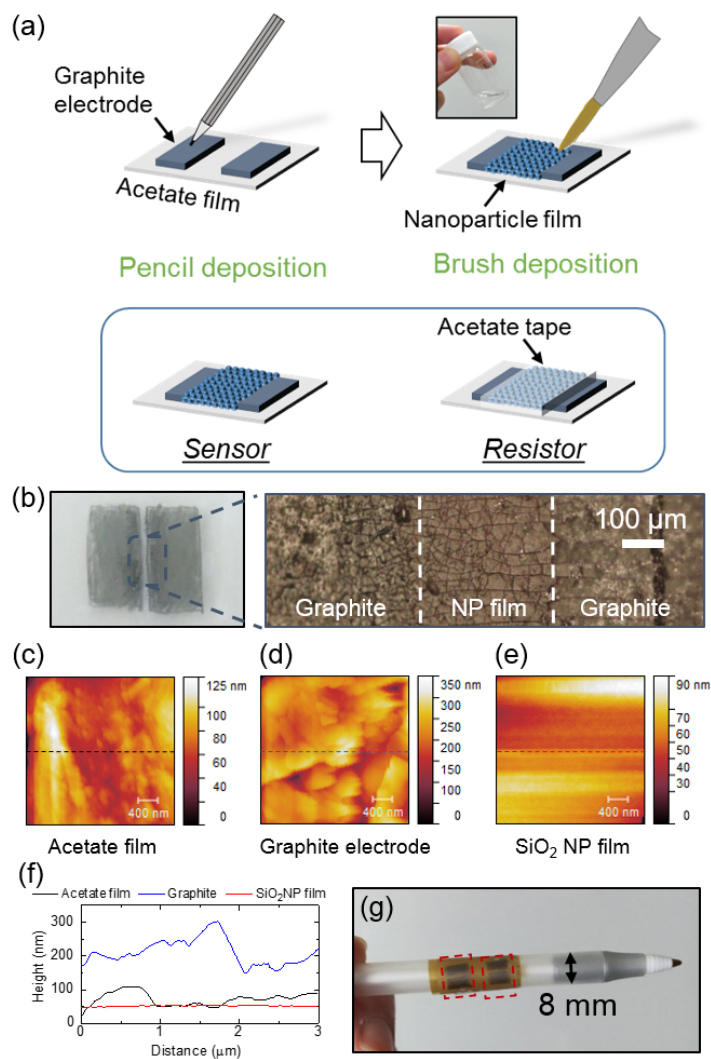 (a)
Graphite
electrode
Acetate film
Nanoparticle film
Pencil deposition
Brush deposition
Acetate tape
Sensor
Resistor
(b)
100 μm
Graphite
NP film
Graphite
(c)
(d)
(e)
125 nm
100
80
60
40
20
0
400 nm
350 nm
300
250
200
150
100
50
0
400 nm
90 nm
70
60
50
40
30
0
400 nm
Acetate film
Graphite electrode
SiO₂ NP film
(f)
Acetate film
Graphite
SiO₂NP film
Height (nm)
300
200
100
0
0
1
2
3
Distance (μm)
(g)
8 mm